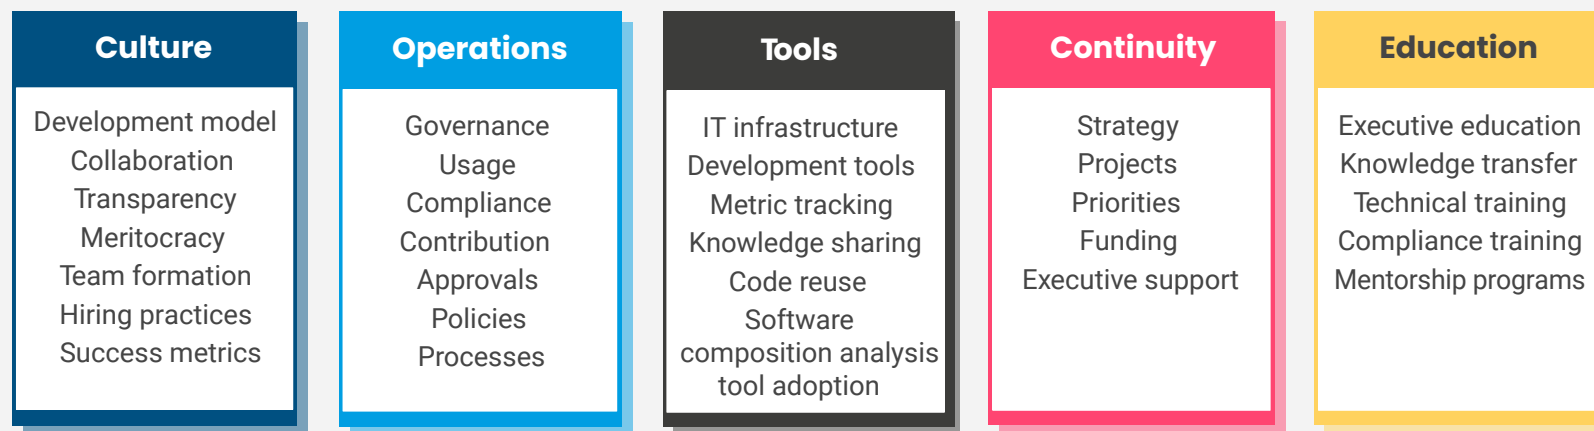 Culture
Development model
Collaboration
Transparency
Meritocracy
Team formation
Hiring practices
Success metrics
Operations
Governance
Usage
Compliance
Contribution
Approvals
Policies
Processes
Tools
IT infrastructure
Development tools
Metric tracking
Knowledge sharing
Code reuse
Software
composition analysis
tool adoption
Continuity
Strategy
Projects
Priorities
Funding
Executive support
Education
Executive education
Knowledge transfer
Technical training
Compliance training
Mentorship programs